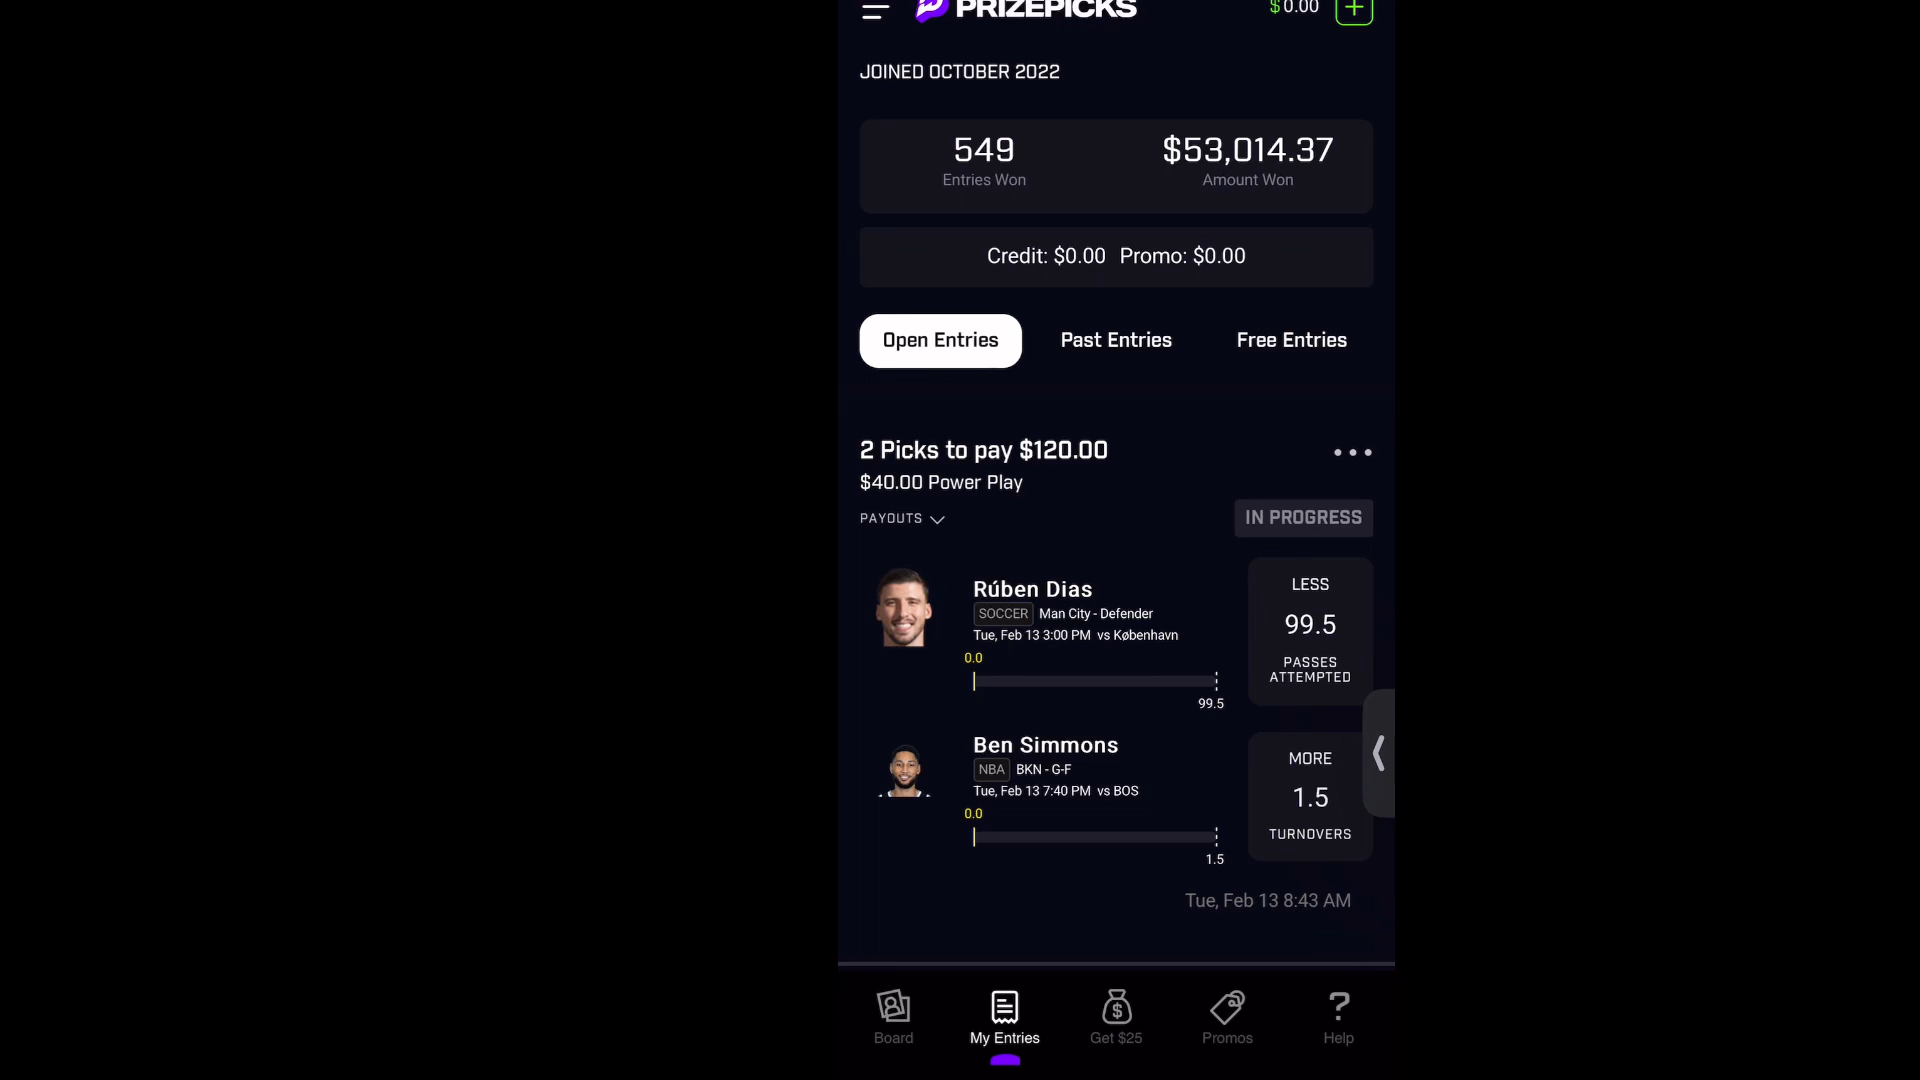 PRIZEPICKS
$0.00
JOINED OCTOBER 2022
549
$53,014.37
Entries Won
Amount Won
Credit: $0.00 Promo: $0.00
Open Entries
Past Entries
Free Entries
2 Picks to pay $120.00
$40.00 Power Play
PAYOUTS
IN PROGRESS
Rúben Dias
SOCCER Man City - Defender
Tue, Feb 13 3:00 PM vs København
0.0
99.5
LESS
99.5
PASSES
ATTEMPTED
Ben Simmons
NBA BKN - G-F
Tue, Feb 13 7:40 PM vs BOS
0.0
1.5
MORE
1.5
TURNOVERS
Tue, Feb 13 8:43 AM
Board
My Entries
Get $25
Promos
Help